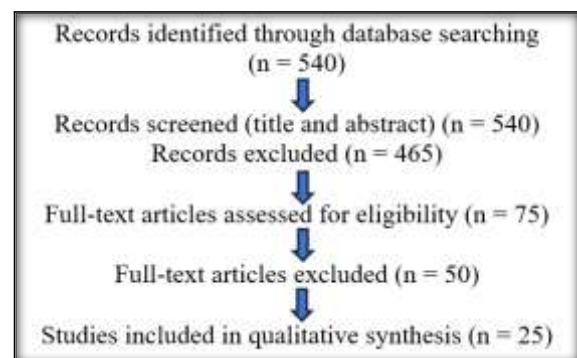 Records identified through database searching
(n = 540)
Records screened (title and abstract) (n = 540)
Records excluded (n = 465)
Full-text articles assessed for eligibility (n = 75)
Full-text articles excluded (n = 50)
Studies included in qualitative synthesis (n = 25)